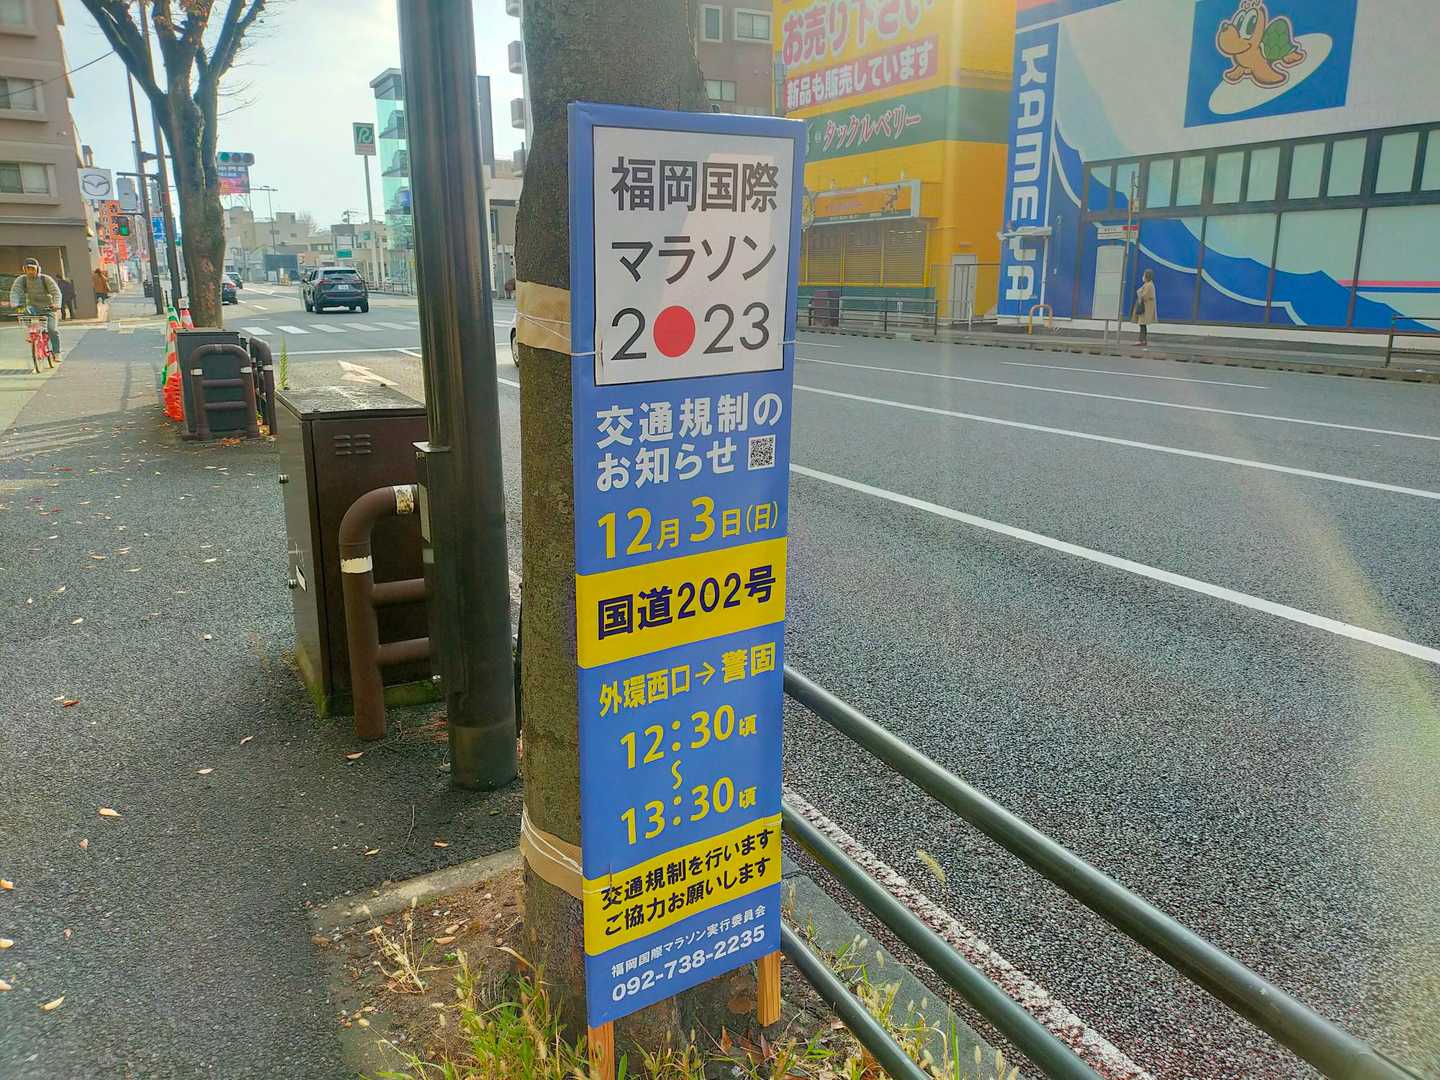 福岡国際
マラソン
2●23
交通規制の
お知らせ
12月3日(日)
国道202号
外環西口→警固
12:30頃
〜
13:30頃
交通規制を行います
ご協力お願いします
福岡国際マラソン実行委員会
092-738-2235
お売り下さい
新品も販売しています
タックルベリー
KAMEYA
mazda